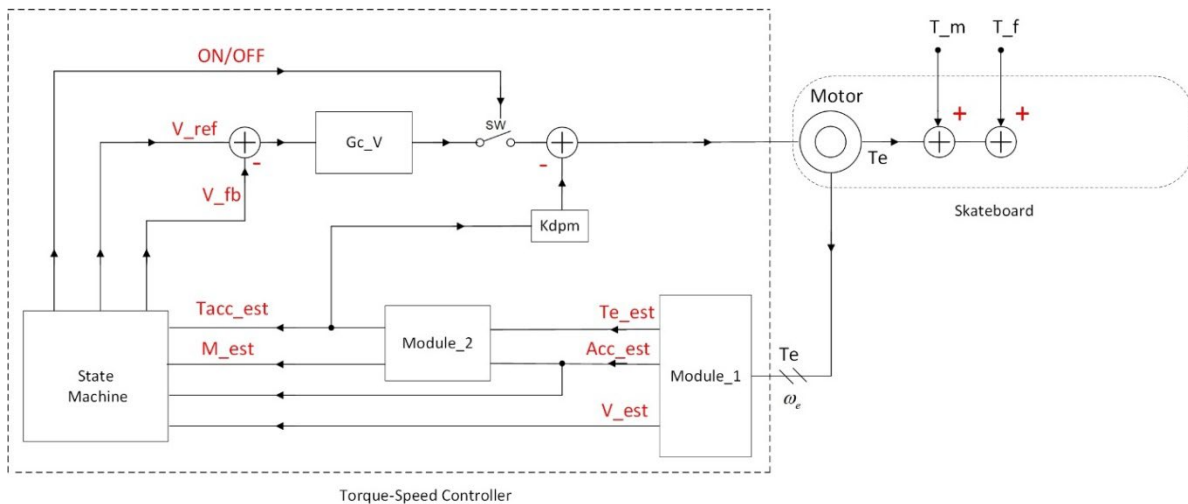 ON/OFF
T_m
T_f
Motor
+
+
V_ref
Gc_V
sw
-
-
Te
V_fb
Skateboard
Kdpm
Tacc_est
Te_est
M_est
Module_2
Acc_est
Te
State
Machine
Module_1
V_est
ωe
Torque-Speed Controller